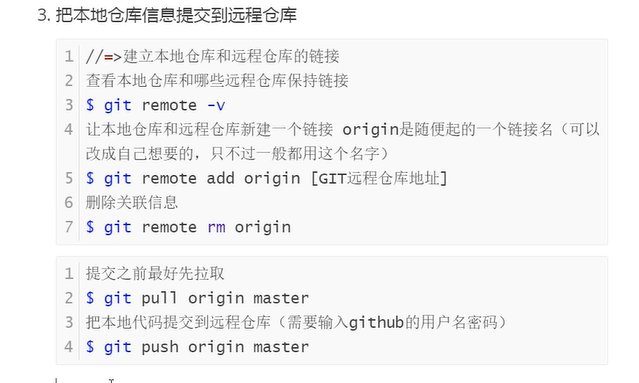 3. 把本地仓库信息提交到远程仓库
1 //=>建立本地仓库和远程仓库的链接
2 查看本地仓库和哪些远程仓库保持链接
3 $ git remote -v
4 让本地仓库和远程仓库新建一个链接 origin是随便起的一个链接名（可以
改成自己想要的，只不过一般都用这个名字）
5 $ git remote add origin [GIT远程仓库地址]
6 删除关联信息
7 $ git remote rm origin
1 提交之前最好先拉取
2 $ git pull origin master
3 把本地代码提交到远程仓库（需要输入github的用户名密码）
4 $ git push origin master